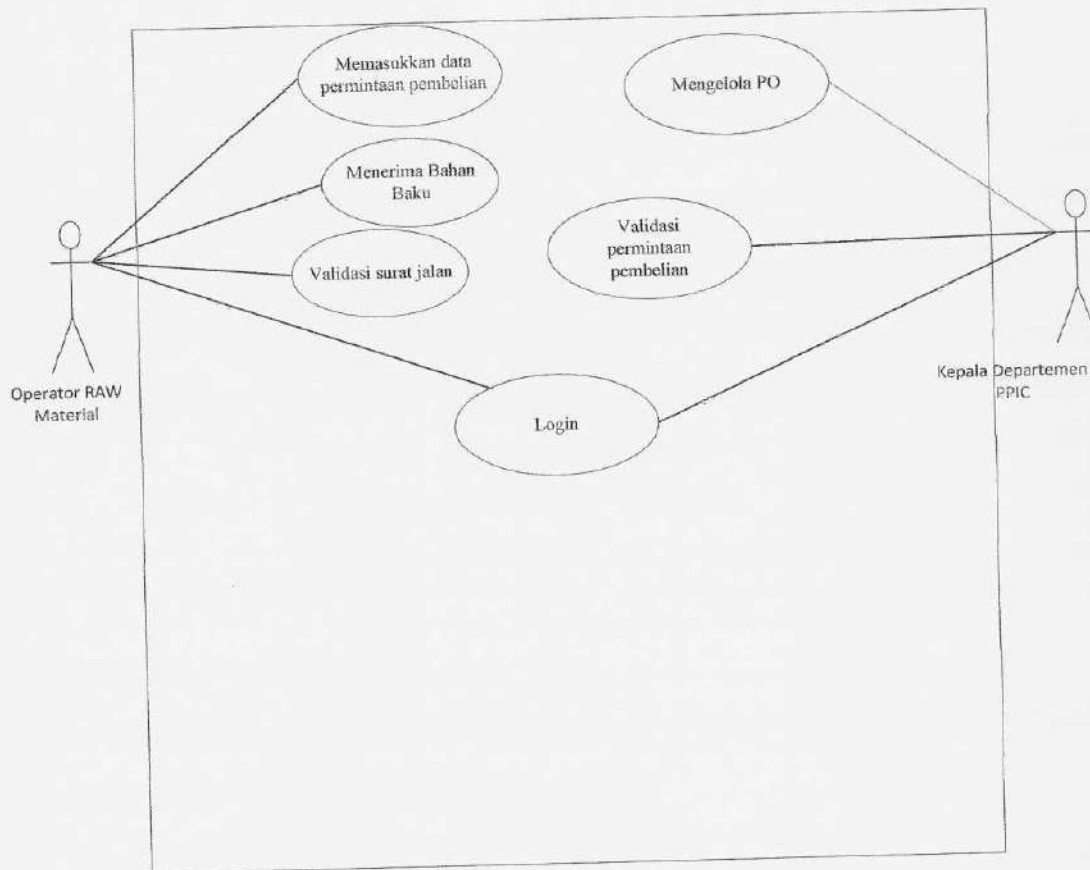 Memasukkan data
permintaan pembelian
Mengelola PO
Menerima Bahan
Baku
Validasi
permintaan
pembelian
Validasi surat jalan
Operator RAW
Material
Kepala Departemen
PPIC
Login